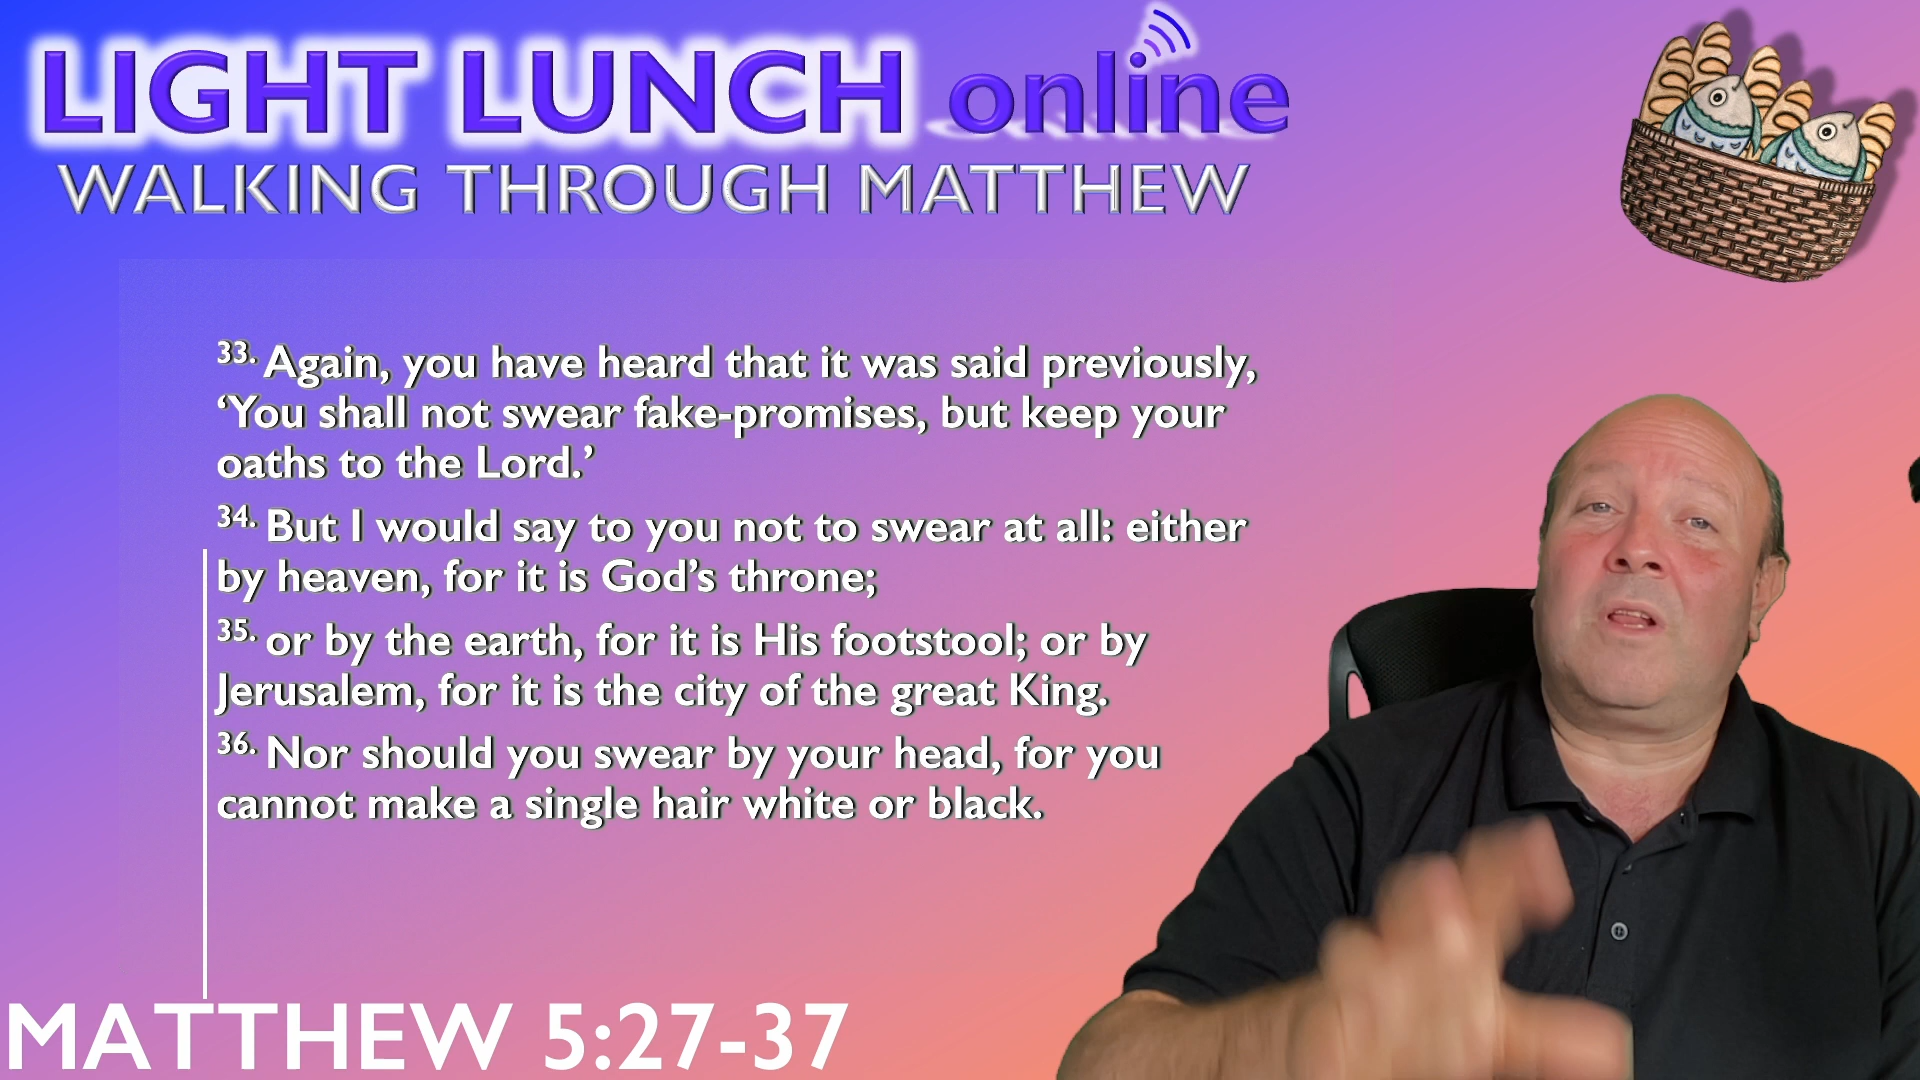 LIGHT LUNCH online
WALKING THROUGH MATTHEW
33. Again, you have heard that it was said previously,
‘You shall not swear fake-promises, but keep your
oaths to the Lord.’
34. But I would say to you not to swear at all: either
by heaven, for it is God’s throne;
35. or by the earth, for it is His footstool; or by
Jerusalem, for it is the city of the great King.
36. Nor should you swear by your head, for you
cannot make a single hair white or black.
MATTHEW 5:27-37